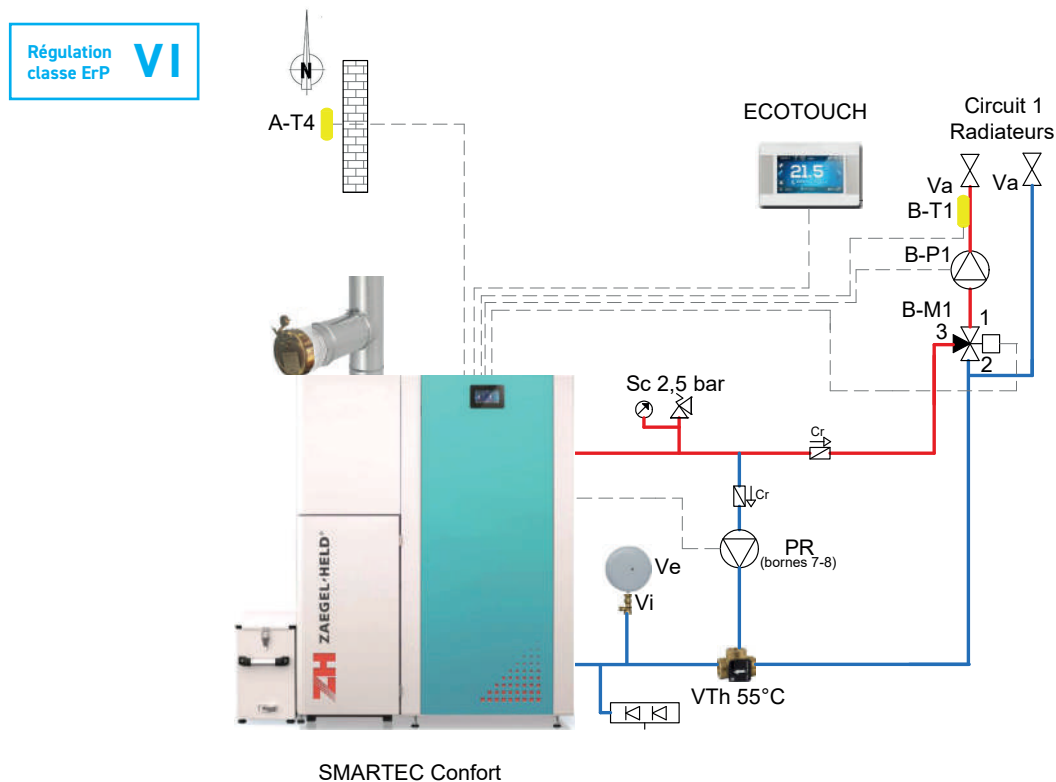 Régulation
classe ErP
VI
N
A-T4
ECOTOUCH
21.5
Circuit 1
Radiateurs
Va
Va
B-T1
B-P1
B-M1
1
3
2
Sc 2,5 bar
Cr
Cr
PR
(bornes 7-8)
Ve
Vi
VTh 55°C
ZH ZAEGEL-HELD®
SMARTEC Confort